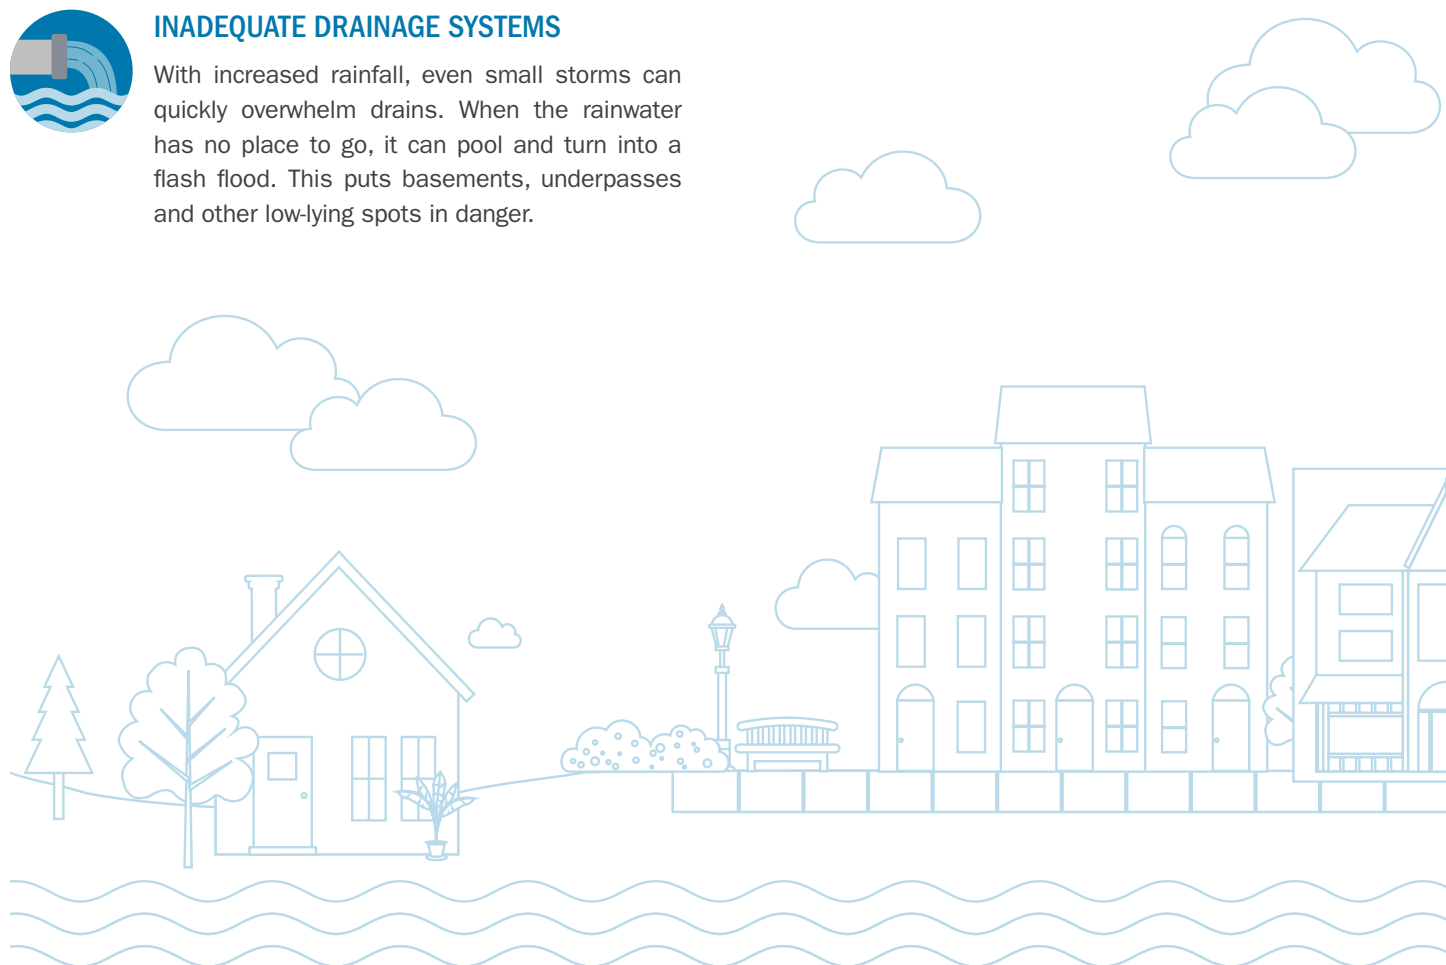 INADEQUATE DRAINAGE SYSTEMS
With increased rainfall, even small storms can
quickly overwhelm drains. When the rainwater
has no place to go, it can pool and turn into a
flash flood. This puts basements, underpasses
and other low-lying spots in danger.